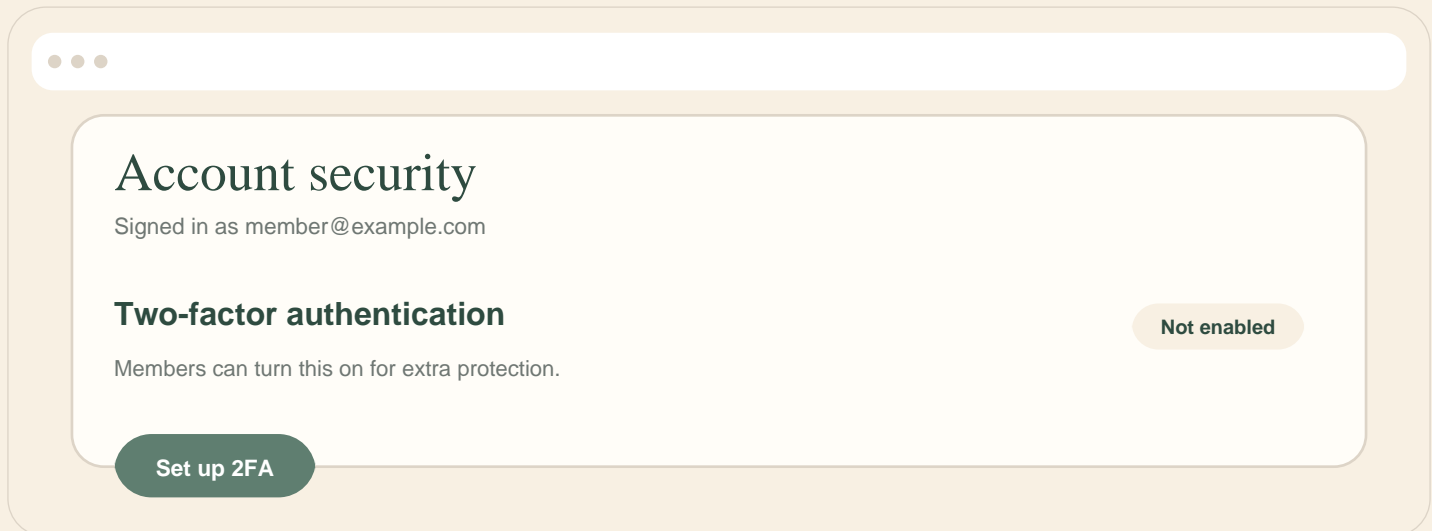 Account security
Signed in as member@example.com
Two-factor authentication
Not enabled
Members can turn this on for extra protection.
Set up 2FA